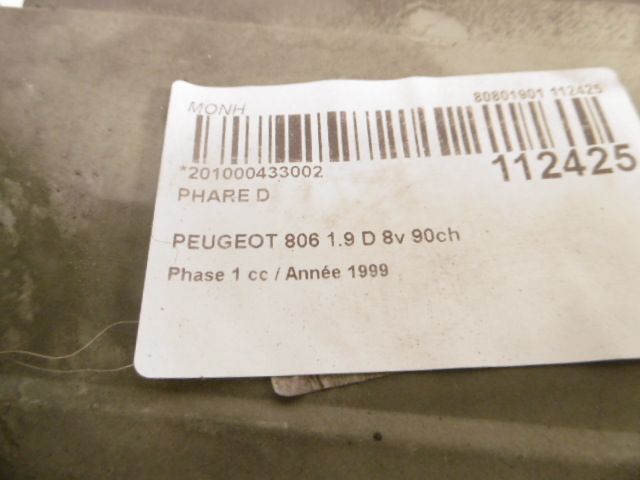 MONH 80801901 112425
*201000433002 112425
PHARE D
PEUGEOT 806 1.9 D 8v 90ch
Phase 1 cc / Année 1999